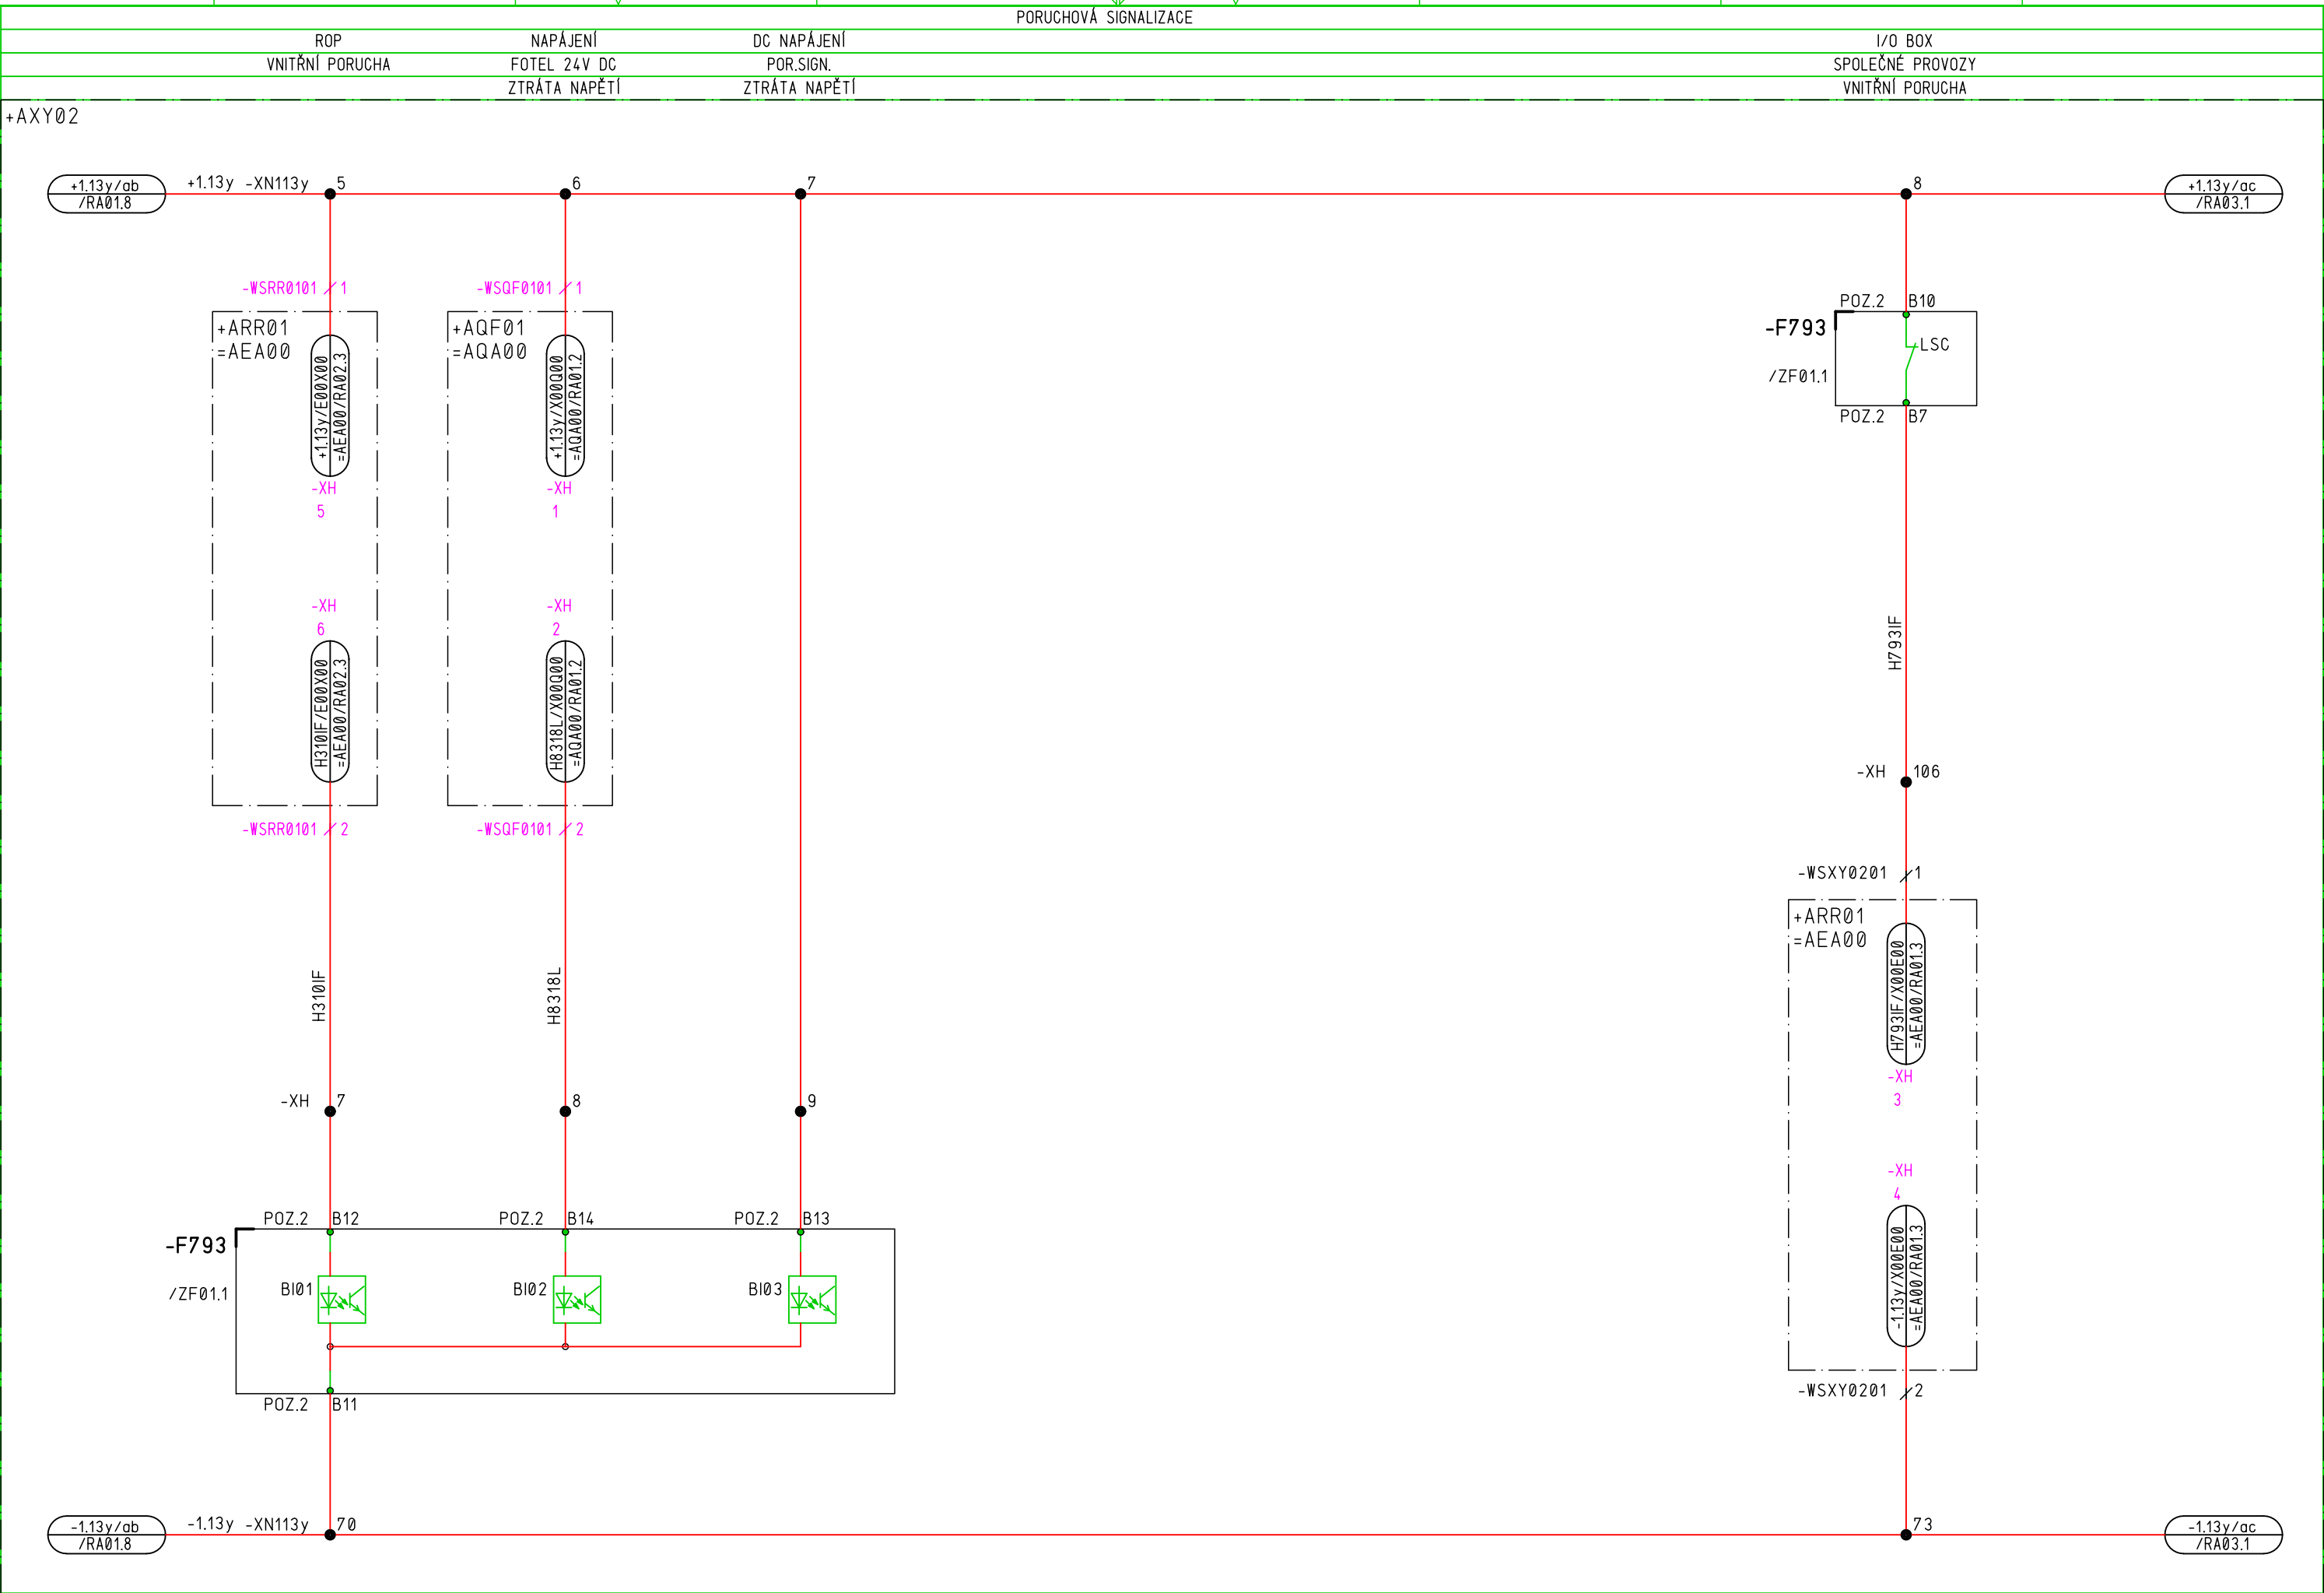 PORUCHOVÁ SIGNALIZACE
ROP NAPÁJENÍ DC NAPÁJENÍ I/O BOX
VNITŘNÍ PORUCHA FOTEL 24V DC POR.SIGN. SPOLEČNÉ PROVOZY
ZTRÁTA NAPĚTÍ ZTRÁTA NAPĚTÍ VNITŘNÍ PORUCHA
+AXY02
+1.13y/ab
/RA01.8
+1.13y -XN113y 5 6 7 8
+1.13y/ac
/RA03.1
-WSRR0101 1 -WSQF0101 1
+ARR01
=AEA00
+1.13y/E00X00
=AEA00/RA02.3
-XH
5
-XH
6
H310IF/E00X00
=AEA00/RA02.3
-WSRR0101 2
+AQF01
=AQA00
+1.13y/X00Q00
=AQA00/RA01.2
-XH
1
-XH
2
H8318L/X00Q00
=AQA00/RA01.2
-WSQF0101 2
POZ.2 B10
-F793
LSC
/ZF01.1
POZ.2 B7
H793IF
-XH 106
-WSXY0201 1
+ARR01
=AEA00
H793IF/X00E00
=AEA00/RA01.3
-XH
3
-XH
4
-1.13y/X00E00
=AEA00/RA01.3
-WSXY0201 2
H310IF
H8318L
-XH 7 8 9
POZ.2 B12 POZ.2 B14 POZ.2 B13
-F793
/ZF01.1
BI01 BI02 BI03
POZ.2 B11
-1.13y/ab
/RA01.8
-1.13y -XN113y 70 73
-1.13y/ac
/RA03.1